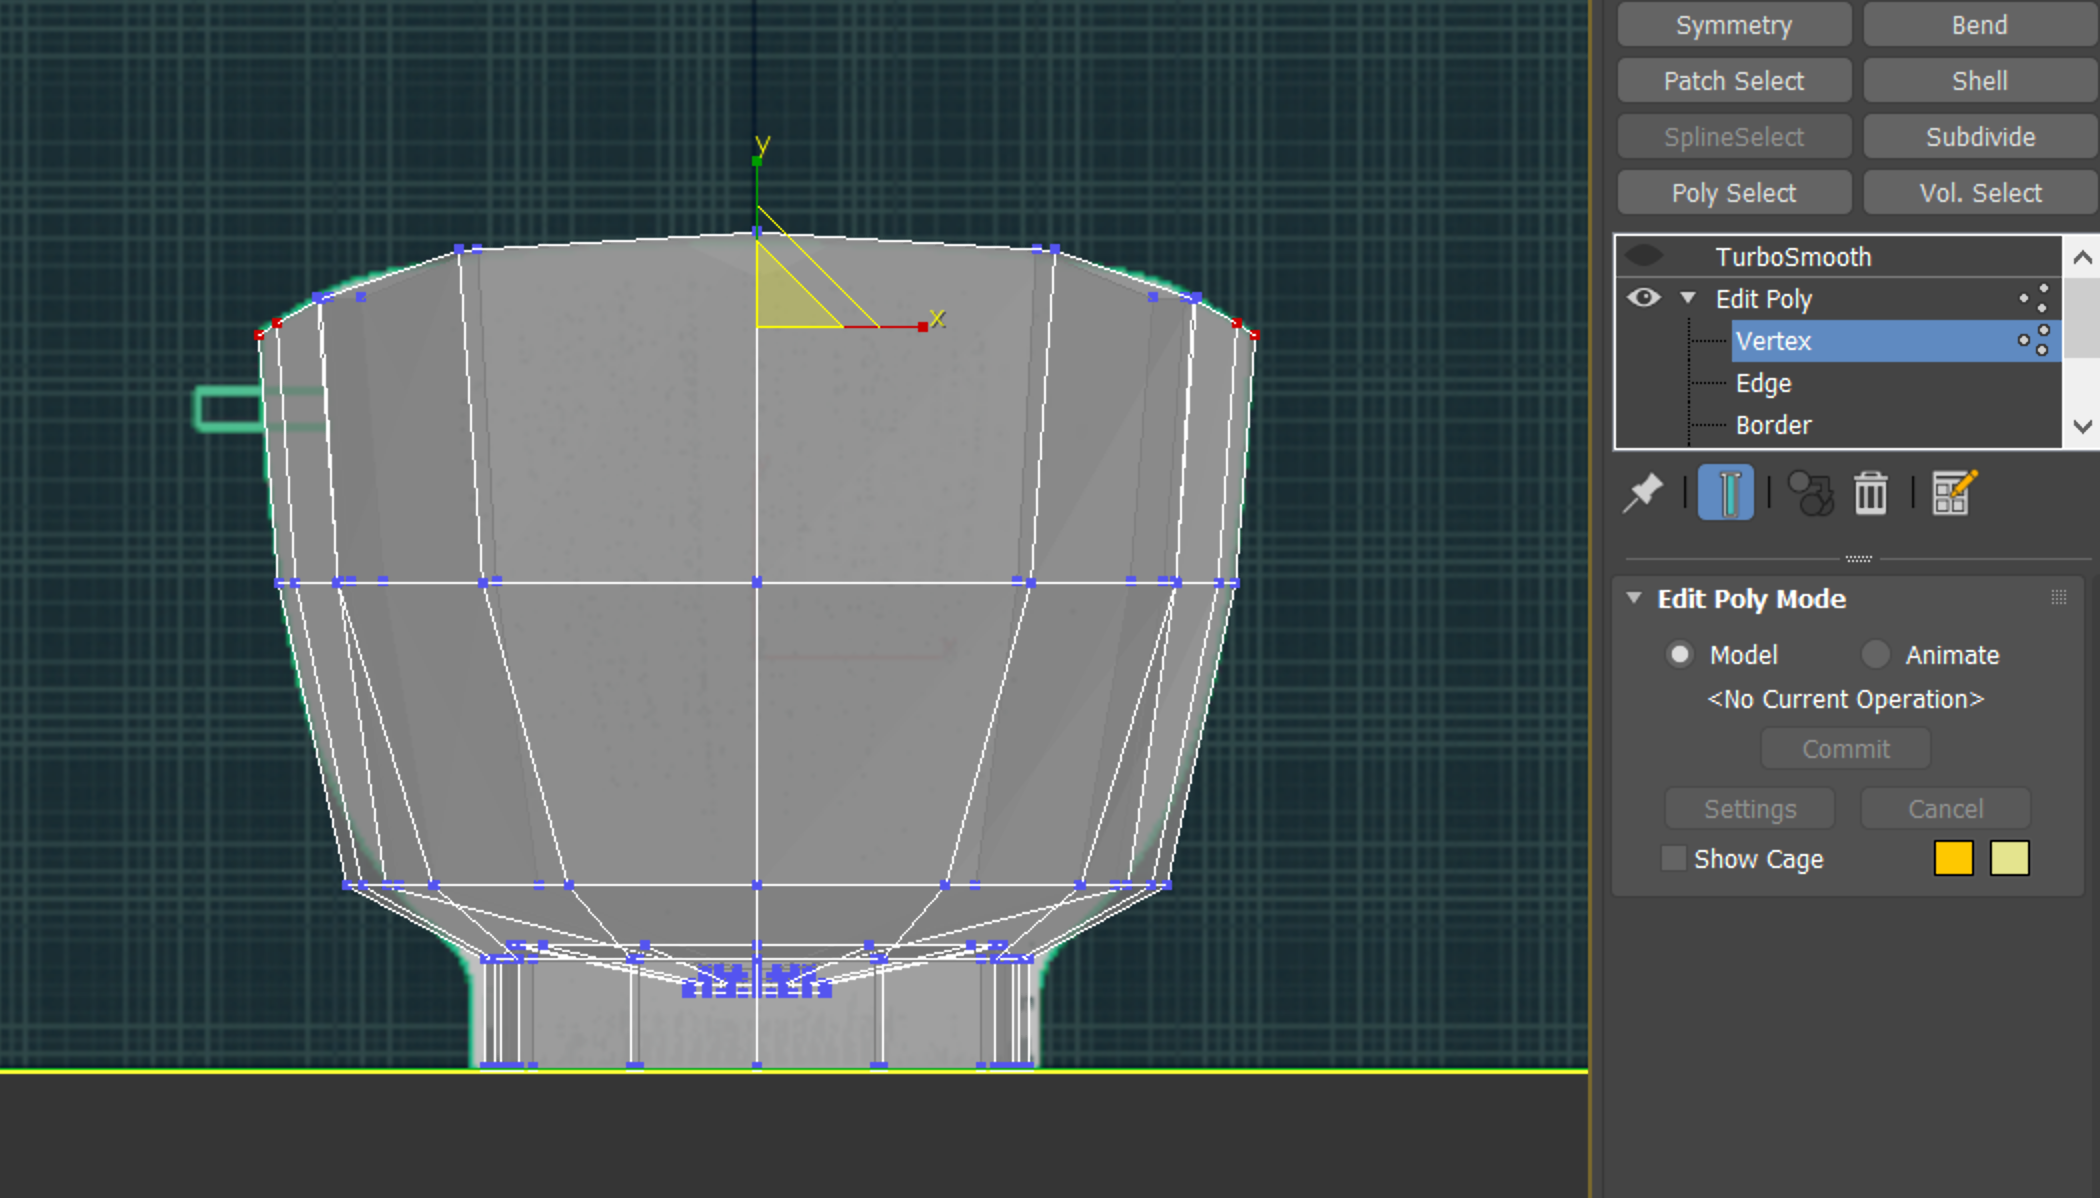 Symmetry Bend
Patch Select Shell
SplineSelect Subdivide
Poly Select Vol. Select
TurboSmooth
Edit Poly
Vertex
Edge
Border
Edit Poly Mode
Model Animate
<No Current Operation>
Commit
Settings Cancel
Show Cage
y
x